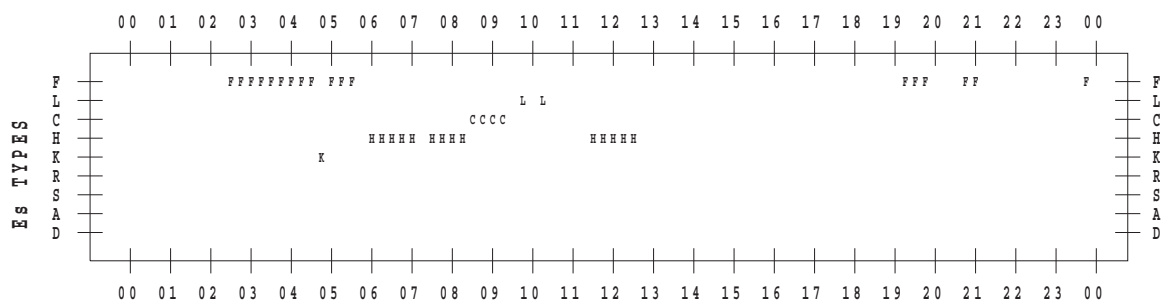 00 01 02 03 04 05 06 07 08 09 10 11 12 13 14 15 16 17 18 19 20 21 22 23 00
F FFFFFFFFF FFF FFF FF F F
L L L L
C CCCC C
H HHHHH HHHH HHHHH H
K K K
R R
S S
A A
D D
Es TYPES
00 01 02 03 04 05 06 07 08 09 10 11 12 13 14 15 16 17 18 19 20 21 22 23 00